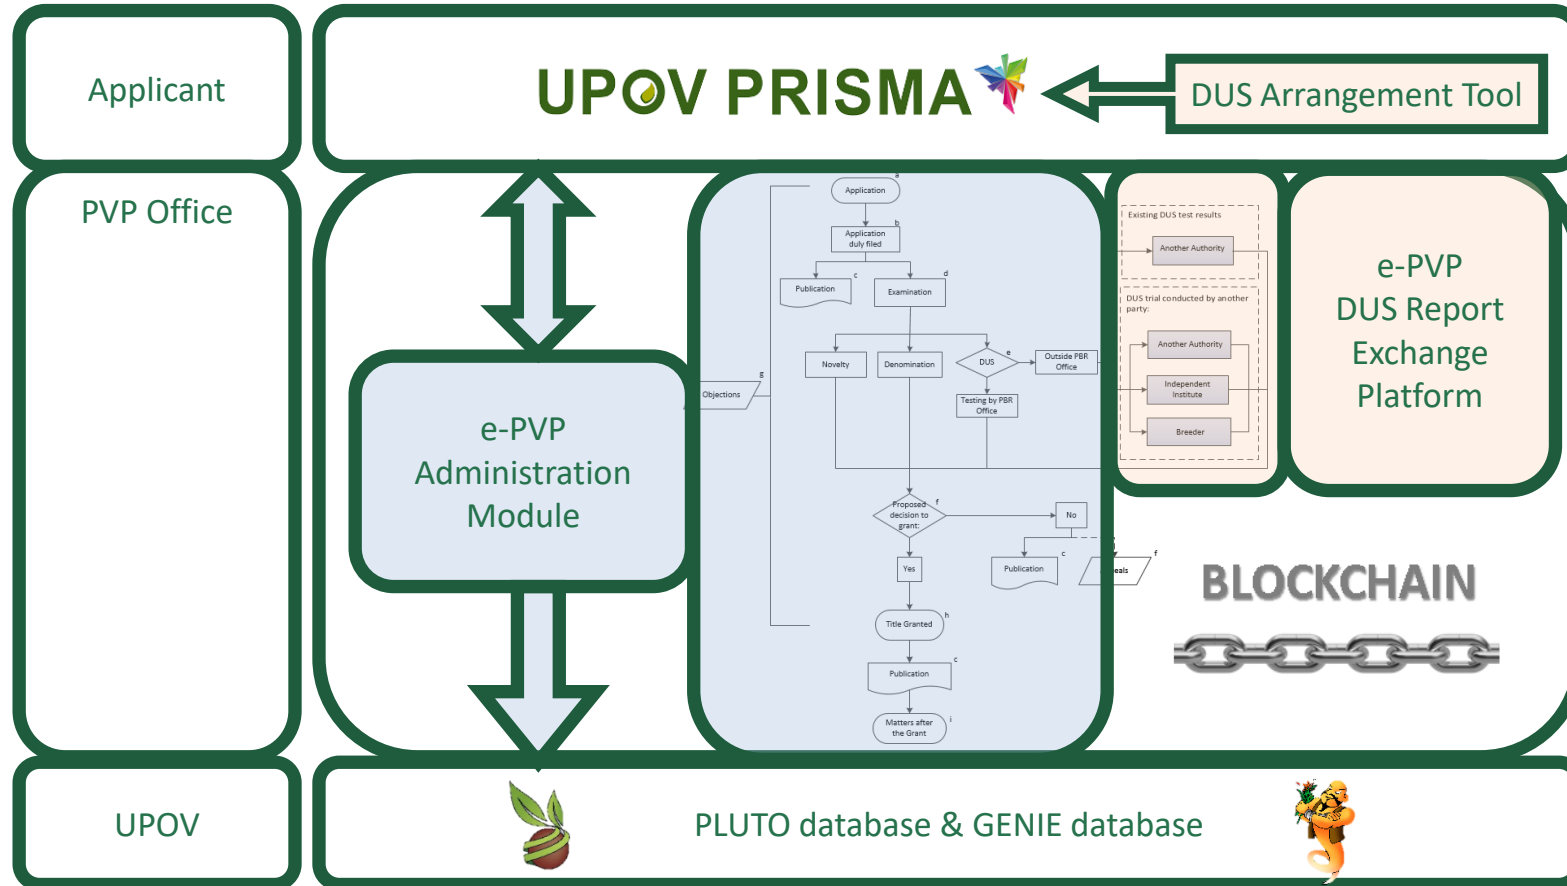 Applicant
UPOV PRISMA
DUS Arrangement Tool
PVP Office
e-PVP
Administration
Module
a
Application
b
Application
duly filed
c
Publication
d
Examination
Novelty
Denomination
e
DUS
Outside PBR
Office
Testing by PBR
Office
g
Objections
f
Proposed
decision to
grant:
No
Yes
c
Publication
f
h
Title Granted
c
Publication
i
Matters after
the Grant
Existing DUS test results
Another Authority
DUS trial conducted by another
party:
Another Authority
Independent
Institute
Breeder
e-PVP
DUS Report
Exchange
Platform
BLOCKCHAIN
UPOV
PLUTO database & GENIE database